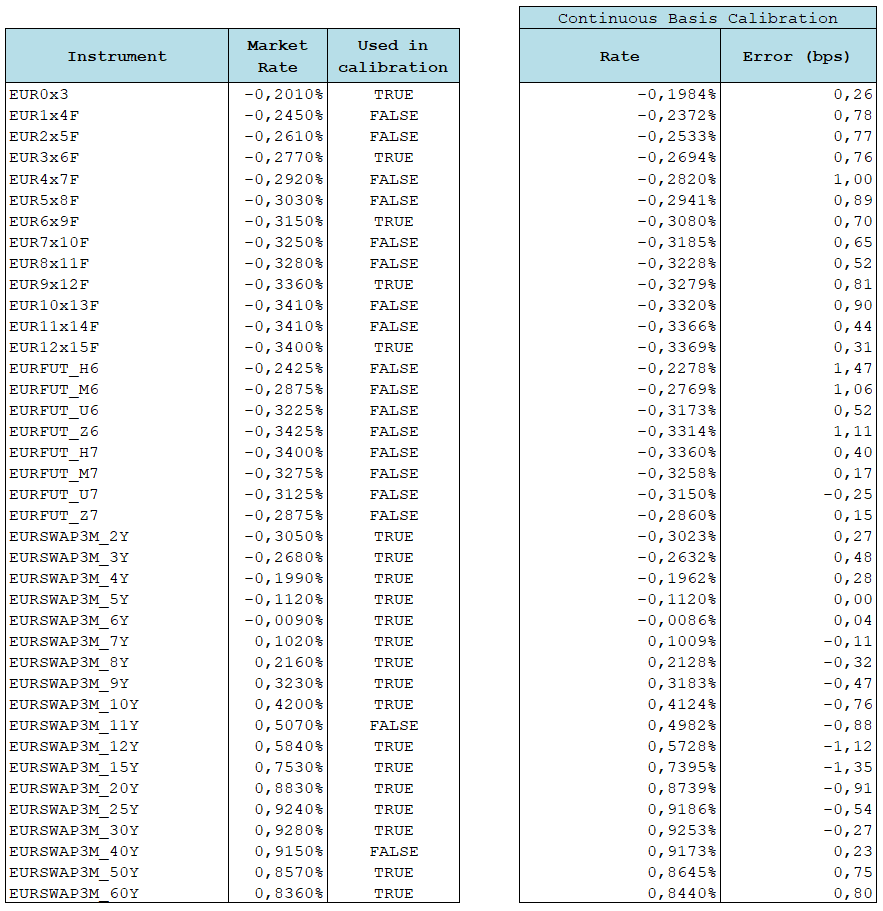 Continuous Basis Calibration
Instrument Market Rate Used in calibration Rate Error (bps)
EUR0x3 -0,2010% TRUE -0,1984% 0,26
EUR1x4F -0,2450% FALSE -0,2372% 0,78
EUR2x5F -0,2610% FALSE -0,2533% 0,77
EUR3x6F -0,2770% TRUE -0,2694% 0,76
EUR4x7F -0,2920% FALSE -0,2820% 1,00
EUR5x8F -0,3030% FALSE -0,2941% 0,89
EUR6x9F -0,3150% TRUE -0,3080% 0,70
EUR7x10F -0,3250% FALSE -0,3185% 0,65
EUR8x11F -0,3280% FALSE -0,3228% 0,52
EUR9x12F -0,3360% TRUE -0,3279% 0,81
EUR10x13F -0,3410% FALSE -0,3320% 0,90
EUR11x14F -0,3410% FALSE -0,3366% 0,44
EUR12x15F -0,3400% TRUE -0,3369% 0,31
EURFUT_H6 -0,2425% FALSE -0,2278% 1,47
EURFUT_M6 -0,2875% FALSE -0,2769% 1,06
EURFUT_U6 -0,3225% FALSE -0,3173% 0,52
EURFUT_Z6 -0,3425% FALSE -0,3314% 1,11
EURFUT_H7 -0,3400% FALSE -0,3360% 0,40
EURFUT_M7 -0,3275% FALSE -0,3258% 0,17
EURFUT_U7 -0,3125% FALSE -0,3150% -0,25
EURFUT_Z7 -0,2875% FALSE -0,2860% 0,15
EURSWAP3M_2Y -0,3050% TRUE -0,3023% 0,27
EURSWAP3M_3Y -0,2680% TRUE -0,2632% 0,48
EURSWAP3M_4Y -0,1990% TRUE -0,1962% 0,28
EURSWAP3M_5Y -0,1120% TRUE -0,1120% 0,00
EURSWAP3M_6Y -0,0090% TRUE -0,0086% 0,04
EURSWAP3M_7Y 0,1020% TRUE 0,1009% -0,11
EURSWAP3M_8Y 0,2160% TRUE 0,2128% -0,32
EURSWAP3M_9Y 0,3230% TRUE 0,3183% -0,47
EURSWAP3M_10Y 0,4200% TRUE 0,4124% -0,76
EURSWAP3M_11Y 0,5070% FALSE 0,4982% -0,88
EURSWAP3M_12Y 0,5840% TRUE 0,5728% -1,12
EURSWAP3M_15Y 0,7530% TRUE 0,7395% -1,35
EURSWAP3M_20Y 0,8830% TRUE 0,8739% -0,91
EURSWAP3M_25Y 0,9240% TRUE 0,9186% -0,54
EURSWAP3M_30Y 0,9280% TRUE 0,9253% -0,27
EURSWAP3M_40Y 0,9150% FALSE 0,9173% 0,23
EURSWAP3M_50Y 0,8570% TRUE 0,8645% 0,75
EURSWAP3M_60Y 0,8360% TRUE 0,8440% 0,80